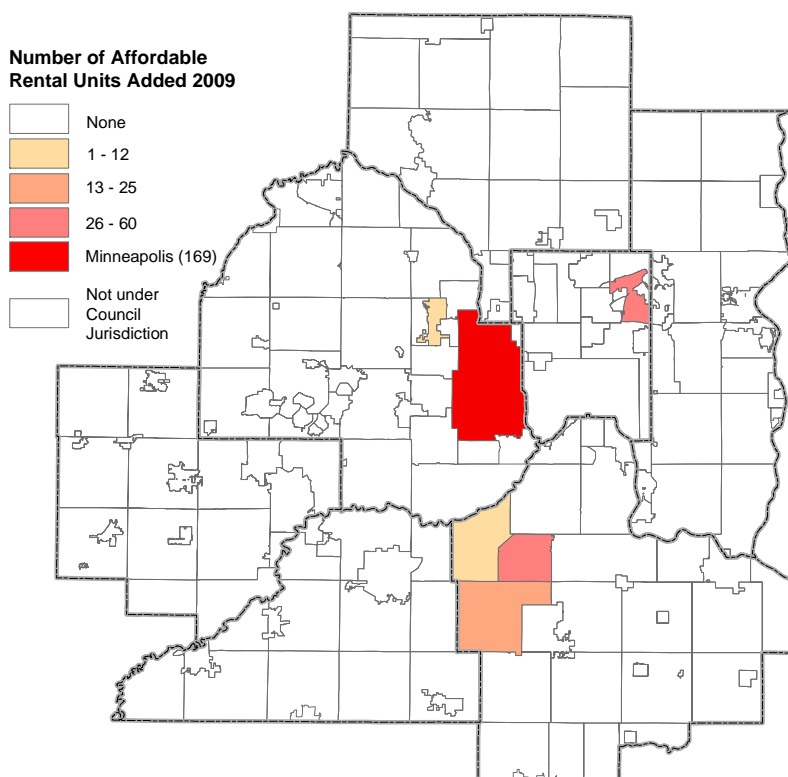 Number of Affordable
Rental Units Added 2009
None
1 - 12
13 - 25
26 - 60
Minneapolis (169)
Not under
Council
Jurisdiction